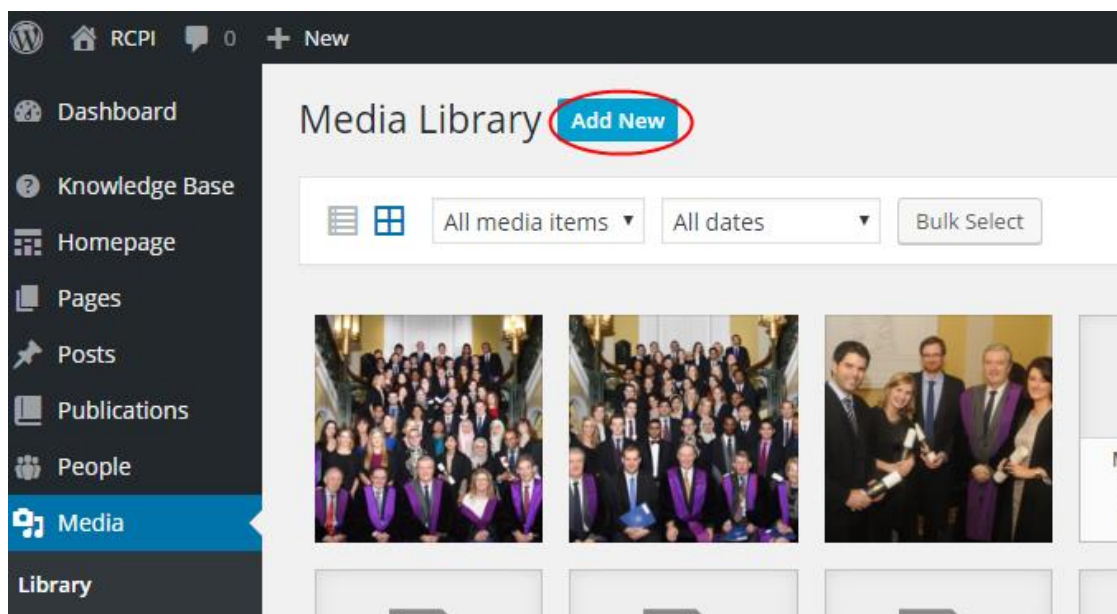 RCPI 0 + New
Dashboard
Media Library Add New
Knowledge Base
All media items All dates Bulk Select
Homepage
Pages
Posts
Publications
People
Media
Library